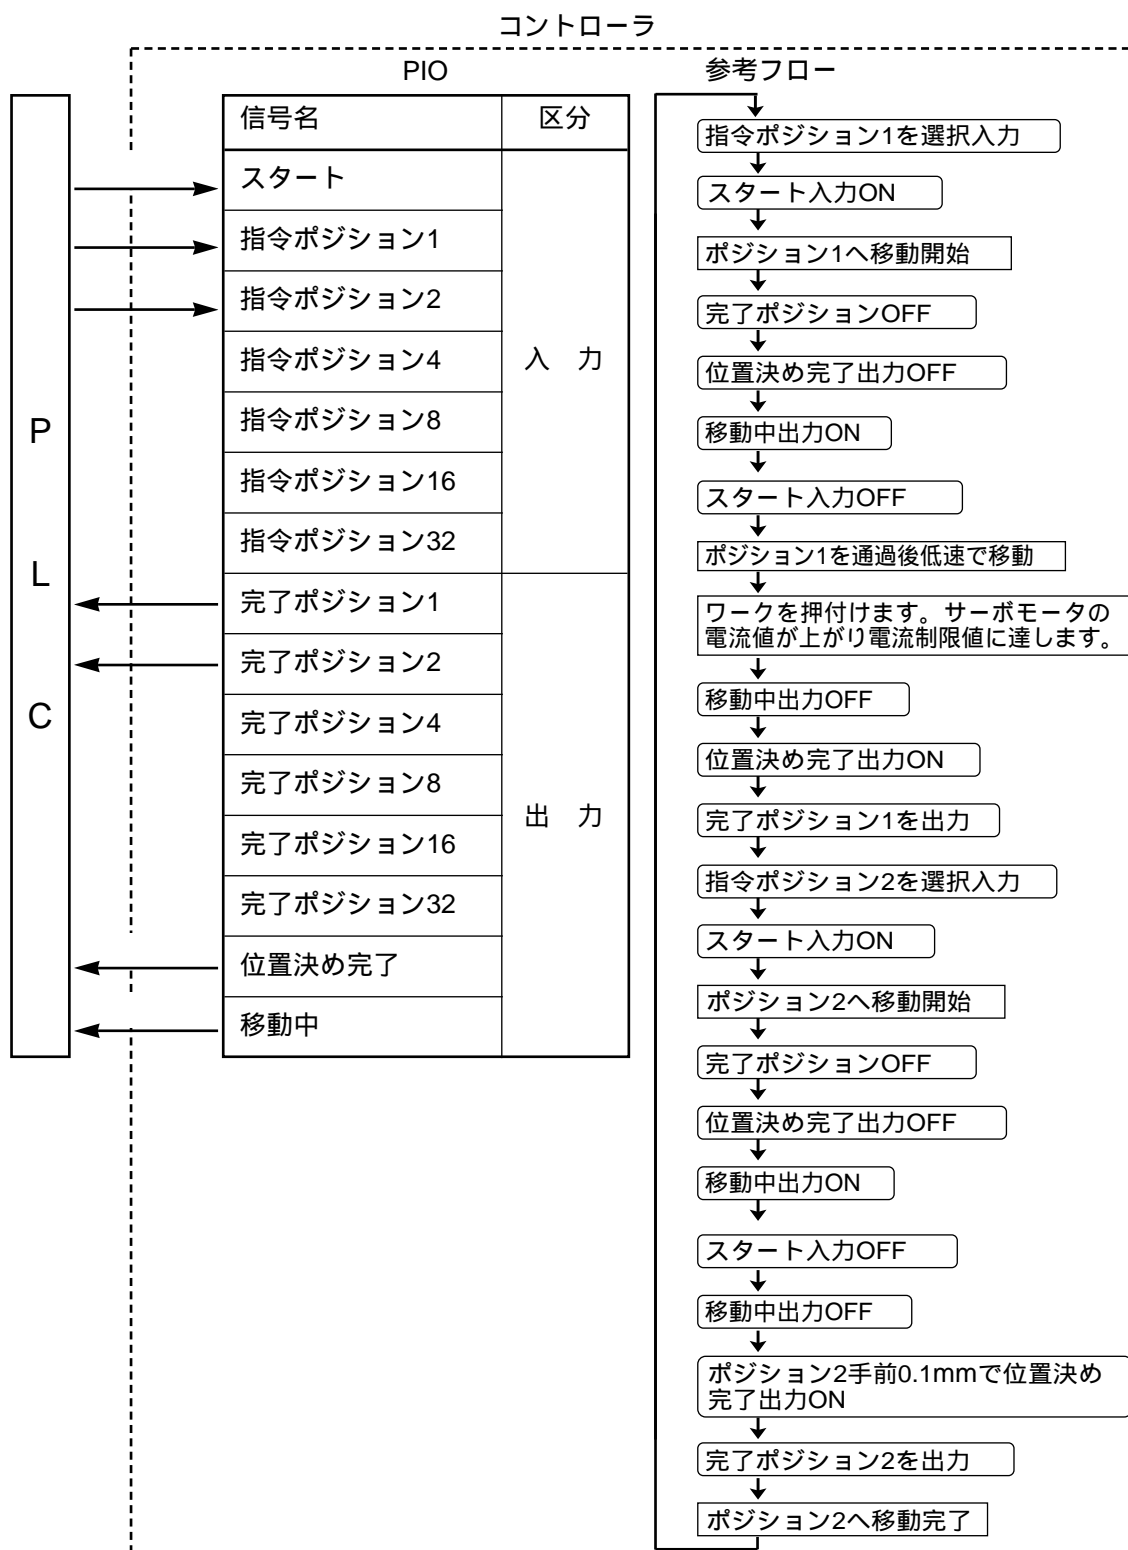 コントローラ
PIO
参考フロー
P
L
C
信号名
区分
スタート
指令ポジション1
指令ポジション2
指令ポジション4
指令ポジション8
指令ポジション16
指令ポジション32
入 力
完了ポジション1
完了ポジション2
完了ポジション4
完了ポジション8
完了ポジション16
完了ポジション32
位置決め完了
移動中
出 力
指令ポジション1を選択入力
スタート入力ON
ポジション1へ移動開始
完了ポジションOFF
位置決め完了出力OFF
移動中出力ON
スタート入力OFF
ポジション1を通過後低速で移動
ワークを押付けます。サーボモータの
電流値が上がり電流制限値に達します。
移動中出力OFF
位置決め完了出力ON
完了ポジション1を出力
指令ポジション2を選択入力
スタート入力ON
ポジション2へ移動開始
完了ポジションOFF
位置決め完了出力OFF
移動中出力ON
スタート入力OFF
移動中出力OFF
ポジション2手前0.1mmで位置決め
完了出力ON
完了ポジション2を出力
ポジション2へ移動完了